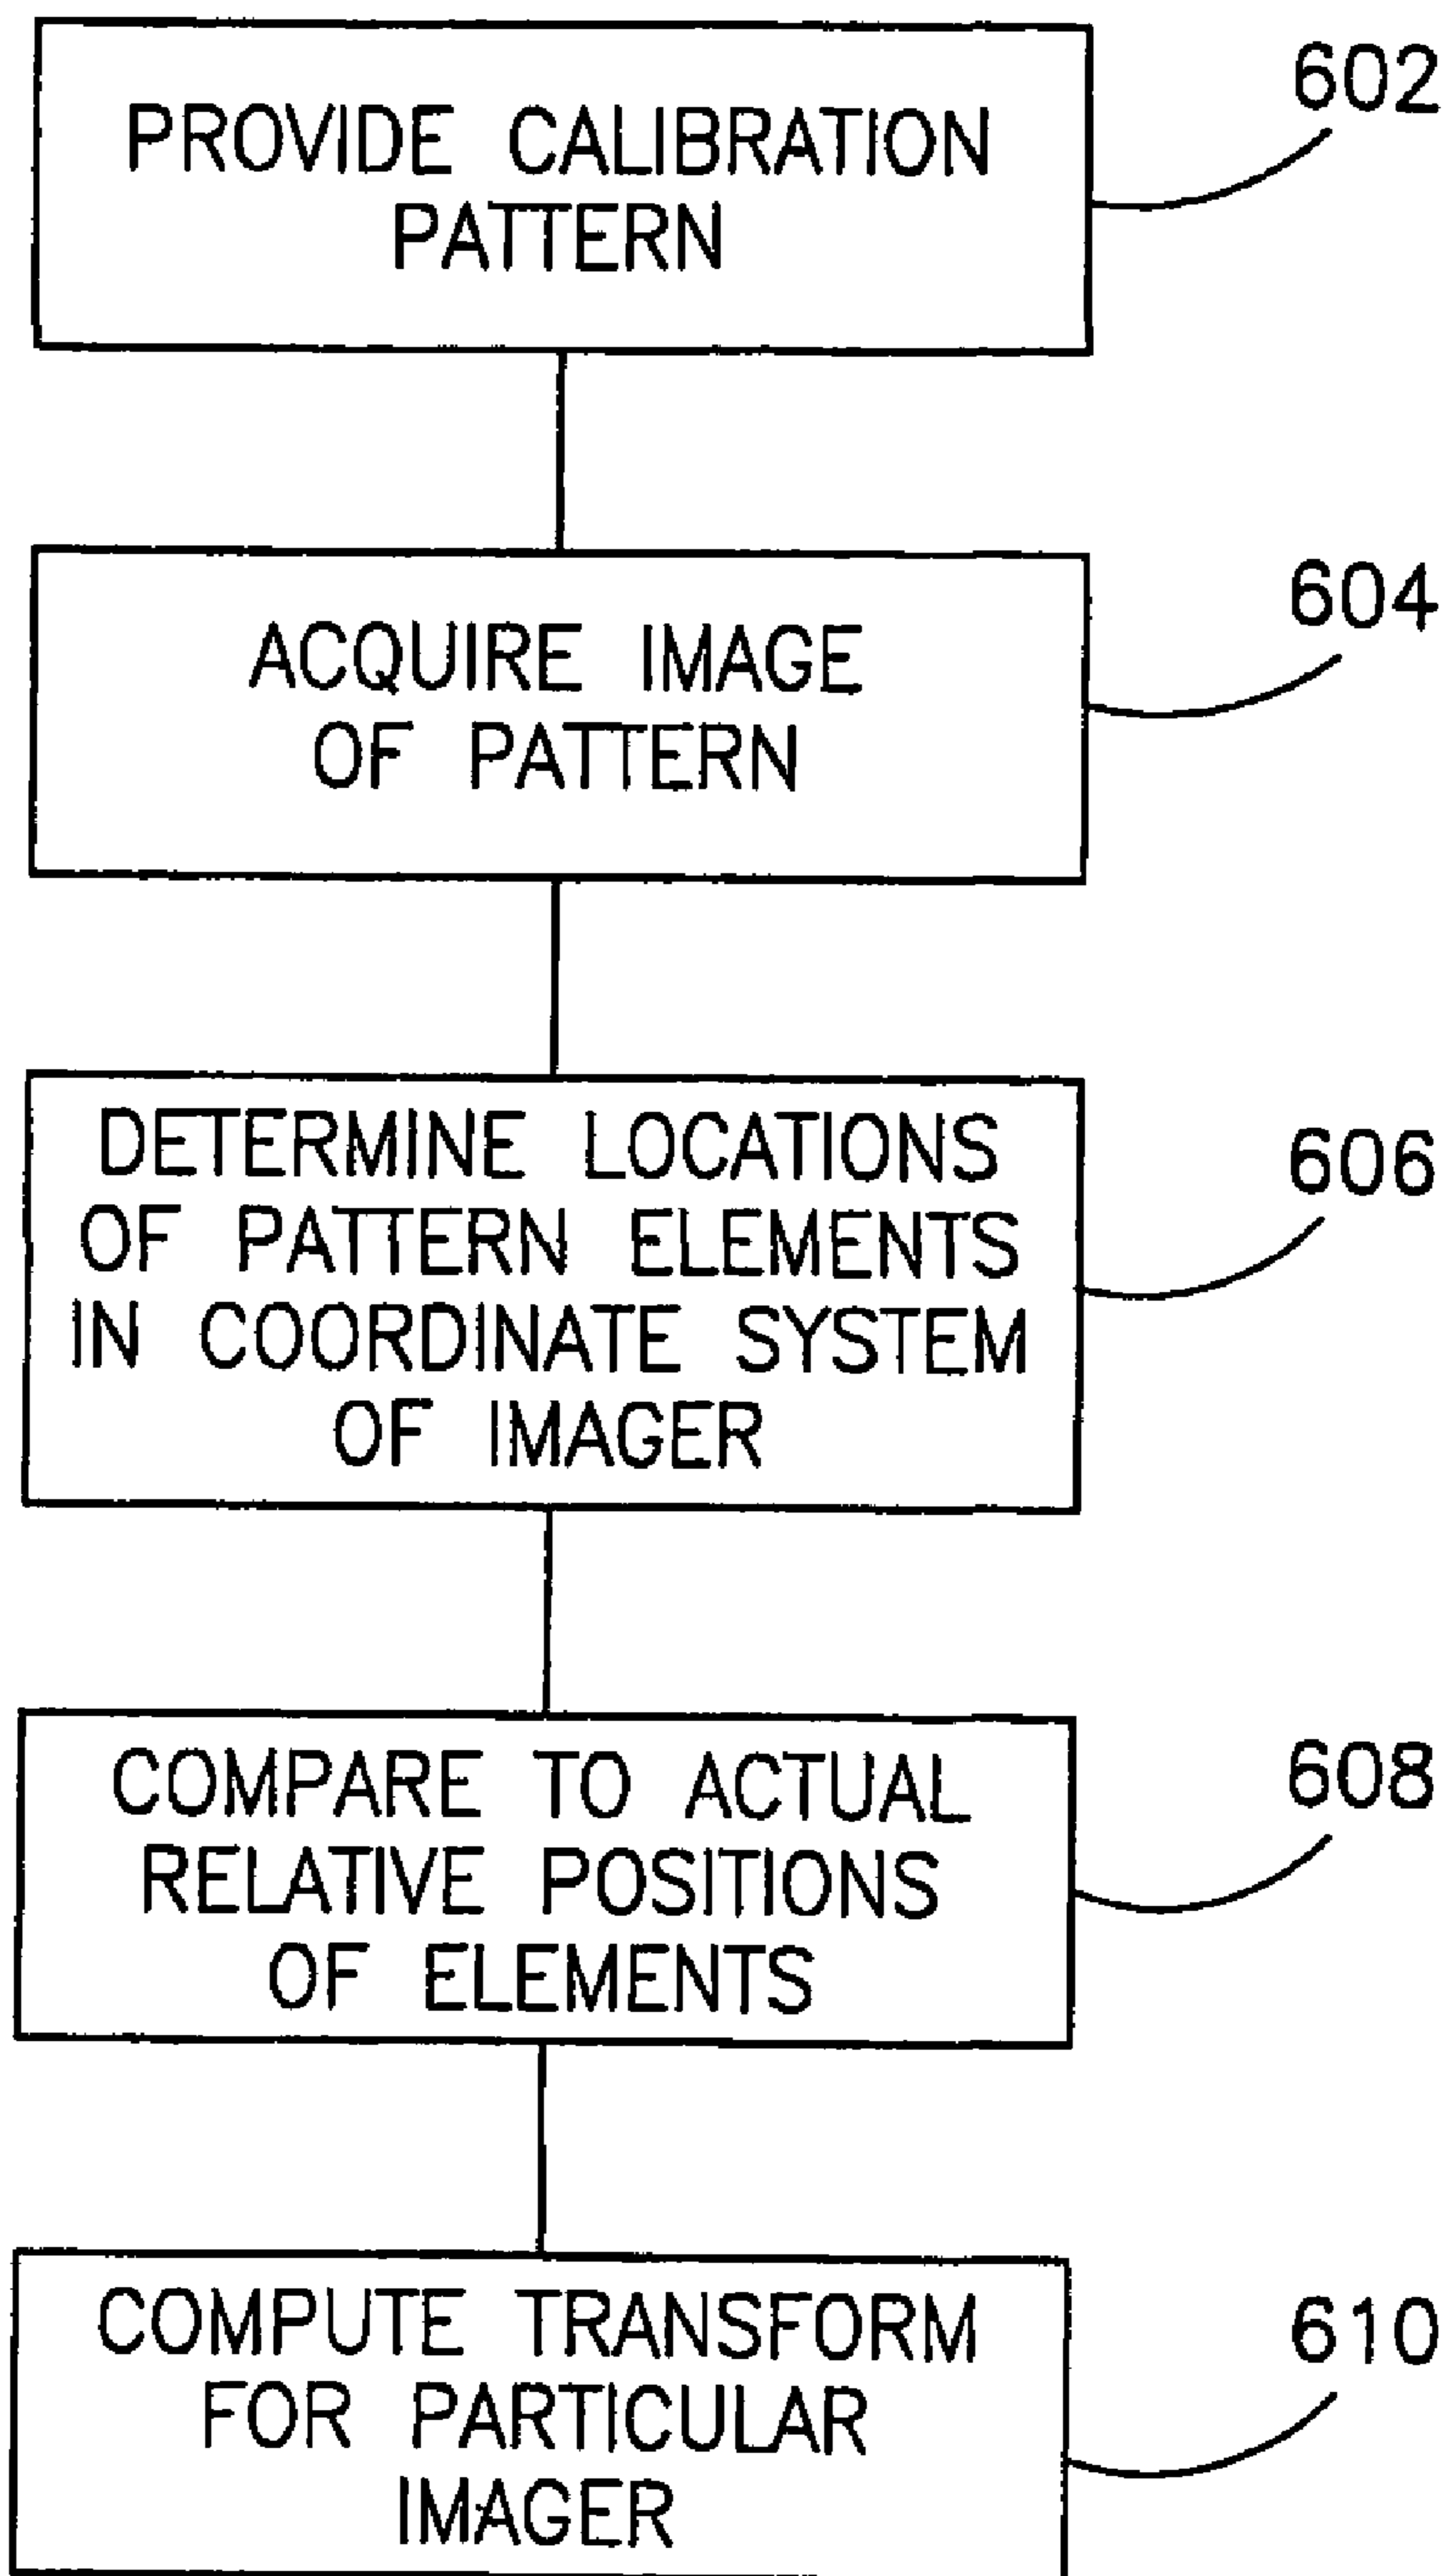 PROVIDE CALIBRATION
PATTERN
602
ACQUIRE IMAGE
OF PATTERN
604
DETERMINE LOCATIONS
OF PATTERN ELEMENTS
IN COORDINATE SYSTEM
OF IMAGER
606
COMPARE TO ACTUAL
RELATIVE POSITIONS
OF ELEMENTS
608
COMPUTE TRANSFORM
FOR PARTICULAR
IMAGER
610